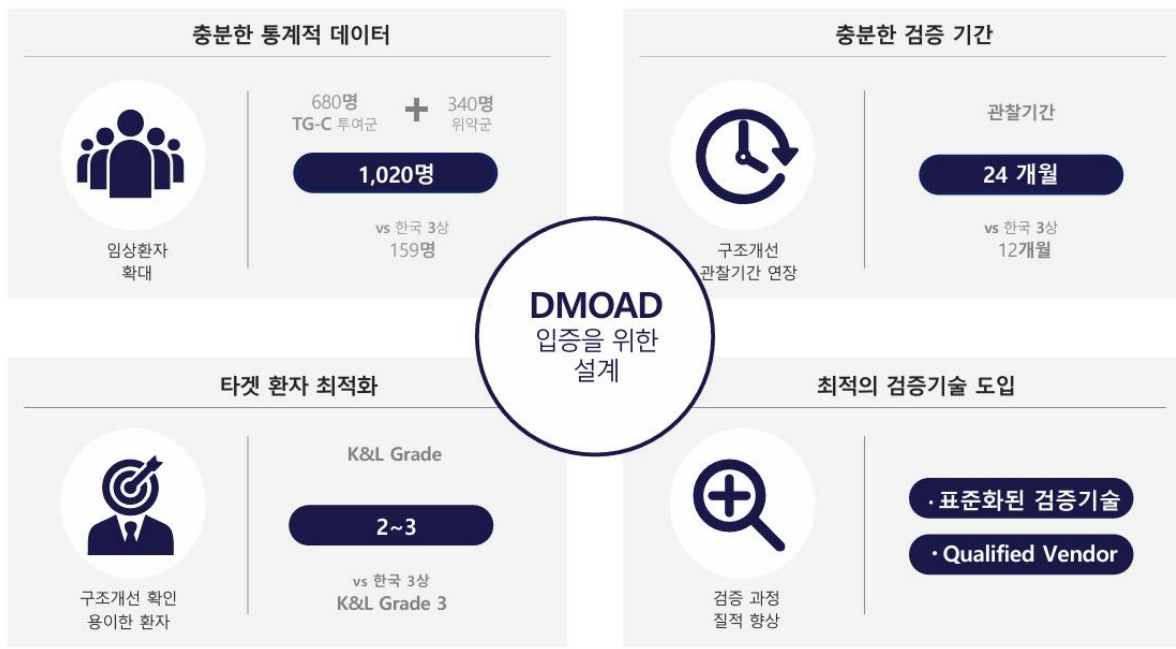 충분한 통계적 데이터
680명
TG-C 투여군
+
340명
위약군
1,020명
vs 한국 3상
159명
임상환자
확대
충분한 검증 기간
관찰기간
24 개월
vs 한국 3상
12개월
구조개선
관찰기간 연장
DMOAD
입증을 위한
설계
타겟 환자 최적화
K&L Grade
2~3
vs 한국 3상
K&L Grade 3
구조개선 확인
용이한 환자
최적의 검증기술 도입
· 표준화된 검증기술
· Qualified Vendor
검증 과정
질적 향상